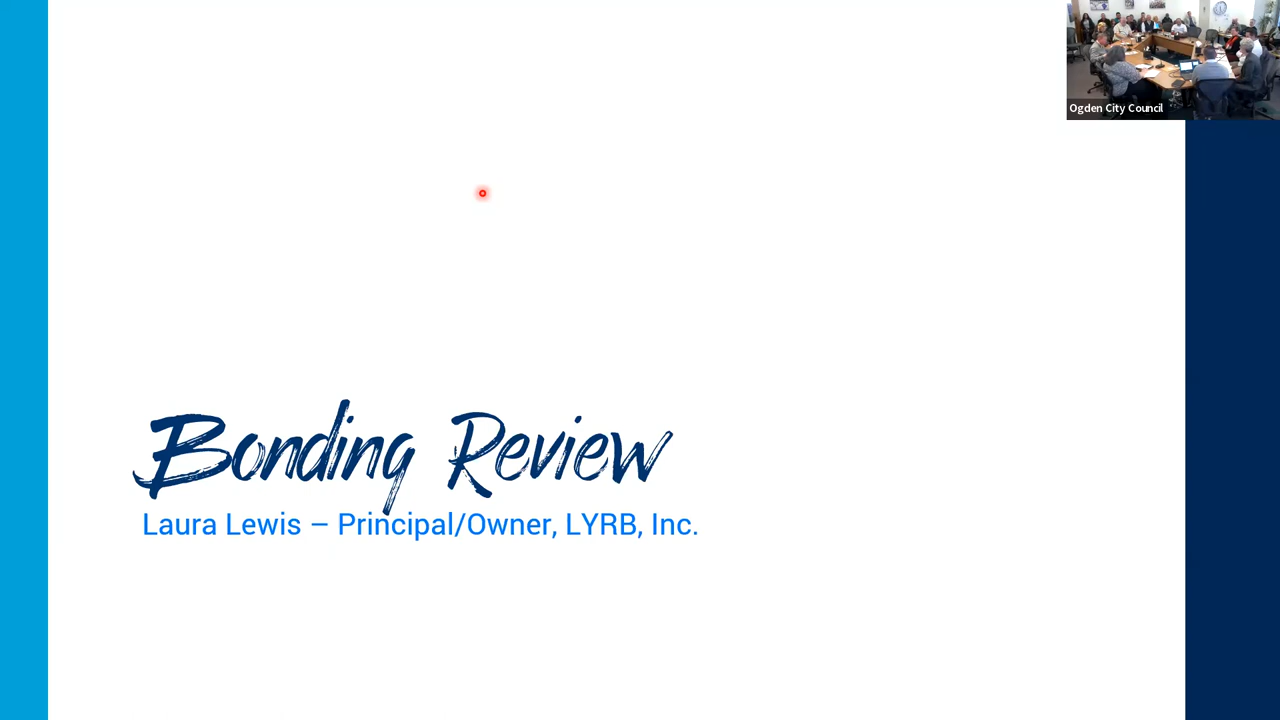 Ogden City Council
Bonding Review
Laura Lewis – Principal/Owner, LYRB, Inc.